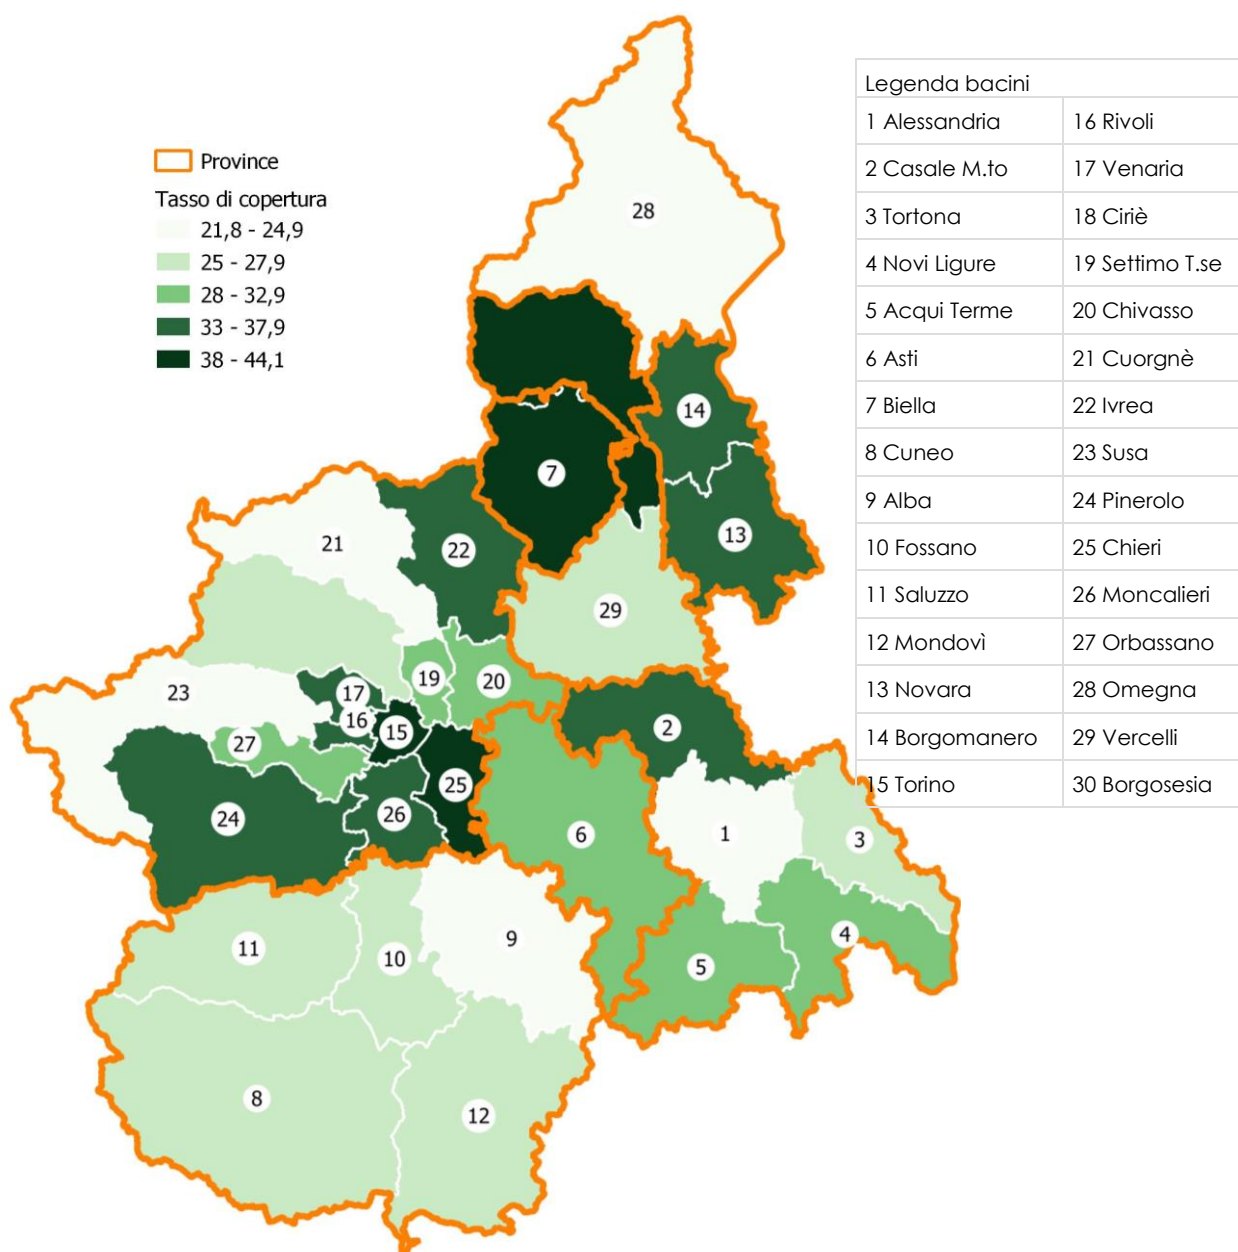 Province
Tasso di copertura
21,8 - 24,9
25 - 27,9
28 - 32,9
33 - 37,9
38 - 44,1
Legenda bacini
1 Alessandria 16 Rivoli
2 Casale M.to 17 Venaria
3 Tortona 18 Ciriè
4 Novi Ligure 19 Settimo T.se
5 Acqui Terme 20 Chivasso
6 Asti 21 Cuorgnè
7 Biella 22 Ivrea
8 Cuneo 23 Susa
9 Alba 24 Pinerolo
10 Fossano 25 Chieri
11 Saluzzo 26 Moncalieri
12 Mondovì 27 Orbassano
13 Novara 28 Omegna
14 Borgomanero 29 Vercelli
15 Torino 30 Borgosesia
28
14
7
13
21
22
29
19
20
23
17
16
15
2
27
25
24
26
6
1
3
11
10
9
4
5
8
12